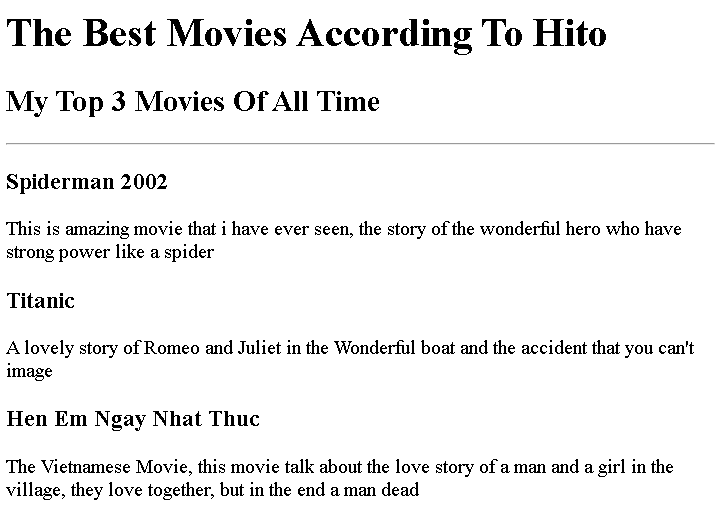 The Best Movies According To Hito
My Top 3 Movies Of All Time
Spiderman 2002
This is amazing movie that i have ever seen, the story of the wonderful hero who have
strong power like a spider
Titanic
A lovely story of Romeo and Juliet in the Wonderful boat and the accident that you can't
image
Hen Em Ngay Nhat Thuc
The Vietnamese Movie, this movie talk about the love story of a man and a girl in the
village, they love together, but in the end a man dead